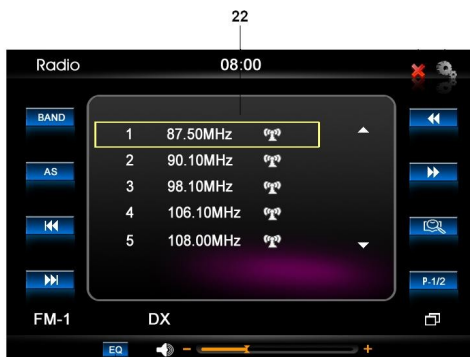 22
Radio 08:00
BAND
1 87.50MHz
2 90.10MHz
AS
3 98.10MHz
4 106.10MHz
5 108.00MHz
P-1/2
FM-1 DX
EQ - +